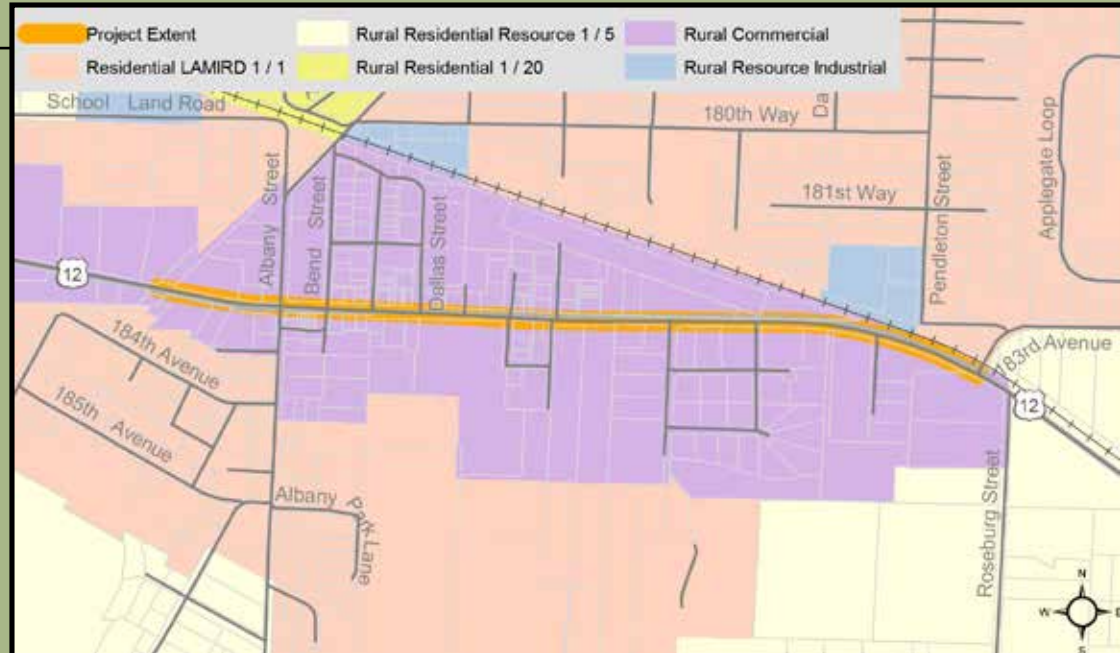 Project Extent
Rural Residential Resource 1 / 5
Rural Commercial
Residential LAMIRD 1 / 1
Rural Residential 1 / 20
Rural Resource Industrial
School Land Road
180th Way
Da
181st Way
Applegate Loop
Pendleton Street
Albany Street
Bend Street
Dallas Street
12
184th Avenue
185th Avenue
183rd Avenue
12
Albany Park Lane
Roseburg Street
N
W
E
S